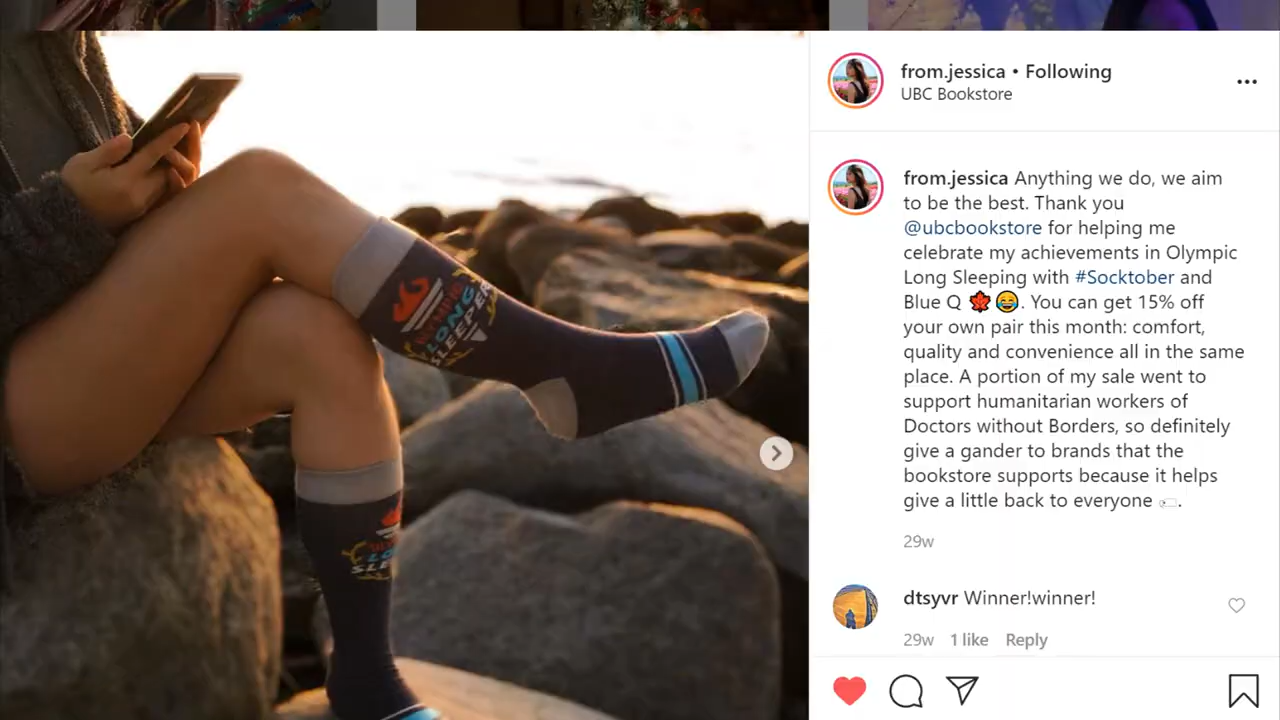 from.jessica • Following
UBC Bookstore
from.jessica Anything we do, we aim
to be the best. Thank you
@ubcbookstore for helping me
celebrate my achievements in Olympic
Long Sleeping with #Socktober and
Blue Q 🍁😂. You can get 15% off
your own pair this month: comfort,
quality and convenience all in the same
place. A portion of my sale went to
support humanitarian workers of
Doctors without Borders, so definitely
give a gander to brands that the
bookstore supports because it helps
give a little back to everyone .
29w
dtsyvr Winner!winner!
29w 1 like Reply
OLYMPIC
LONG
SLEEPER
LO
SLE